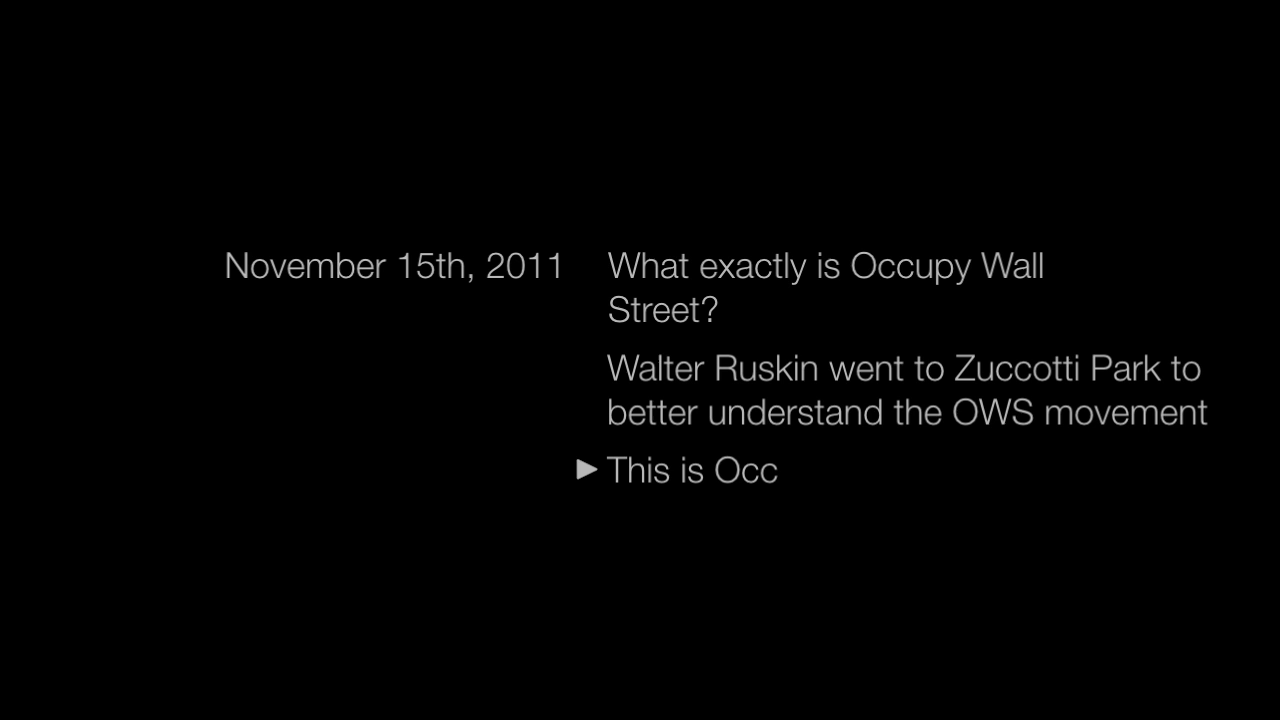 November 15th, 2011
What exactly is Occupy Wall
Street?
Walter Ruskin went to Zuccotti Park to
better understand the OWS movement
This is Occ